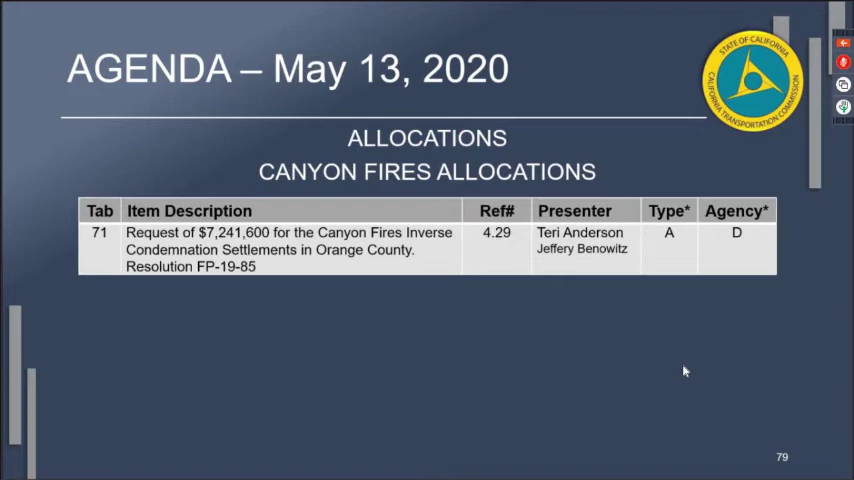 AGENDA – May 13, 2020
STATE OF CALIFORNIA
CALIFORNIA TRANSPORTATION COMMISSION
ALLOCATIONS
CANYON FIRES ALLOCATIONS
Tab Item Description Ref# Presenter Type* Agency*
71 Request of $7,241,600 for the Canyon Fires Inverse 4.29 Teri Anderson A D
Condemnation Settlements in Orange County. Jeffery Benowitz
Resolution FP-19-85
79